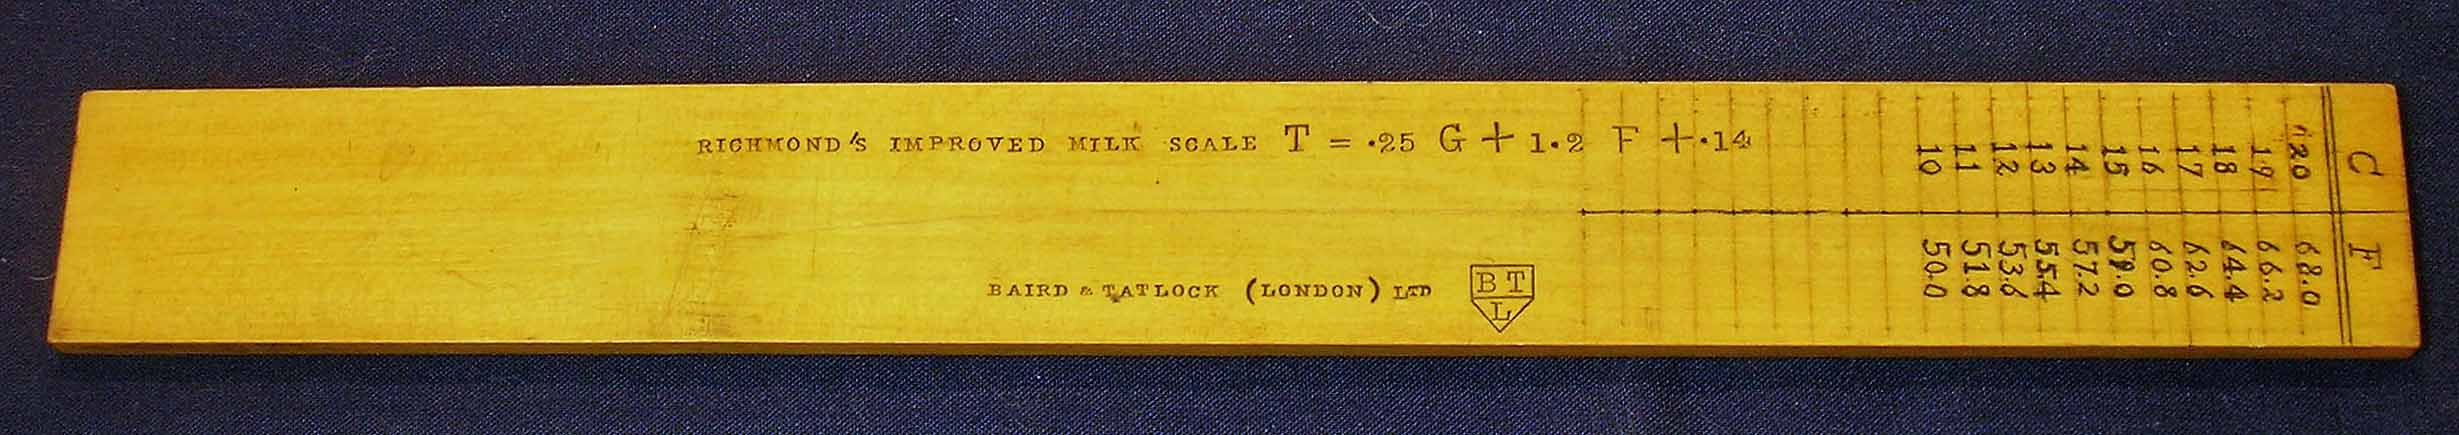 RICHMOND'S IMPROVED MILK SCALE T = .25 G + 1.2 F + .14
BAIRD & TATLOCK (LONDON) LTD
BT
L
C F
20 68.0
19 66.2
18 64.4
17 62.6
16 60.8
15 59.0
14 57.2
13 55.4
12 53.6
11 51.8
10 50.0